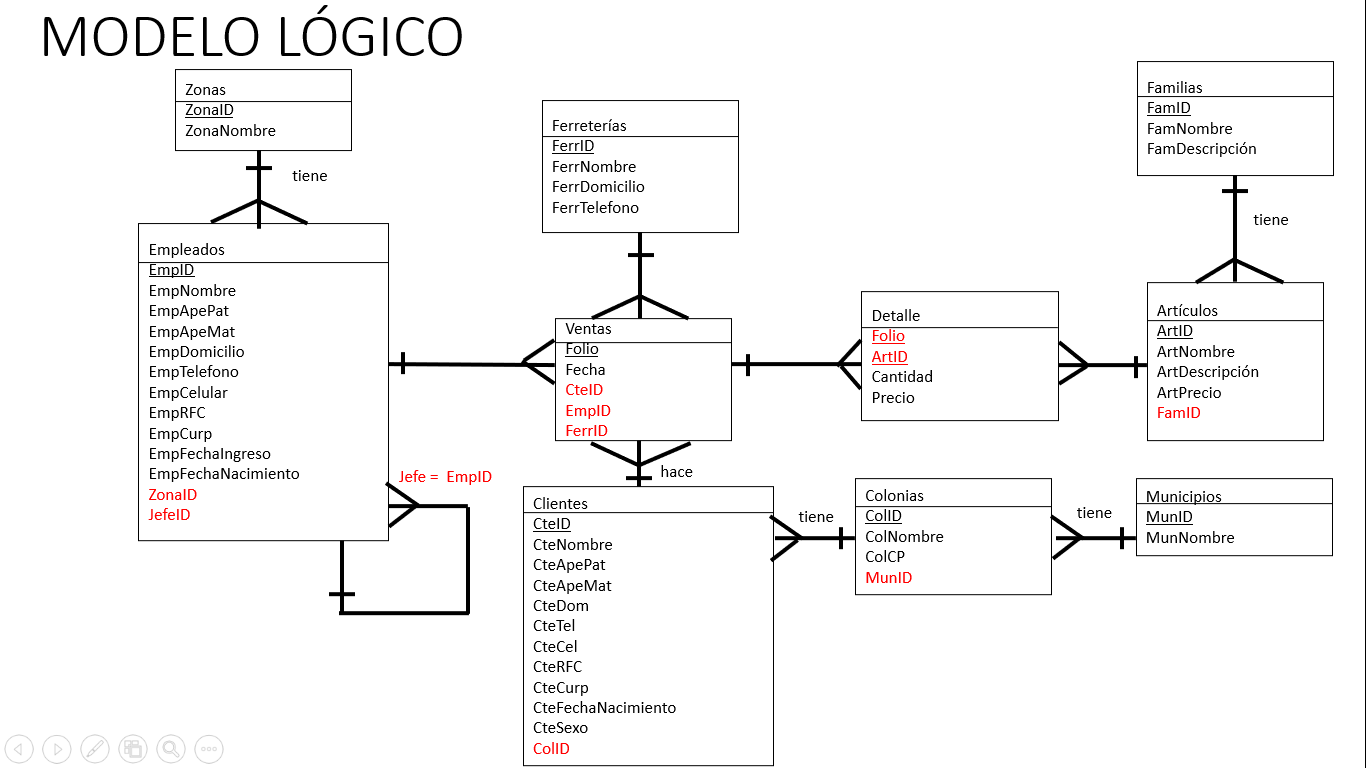 MODELO LÓGICO
Zonas
ZonaID
ZonaNombre
tiene
Empleados
EmpID
EmpNombre
EmpApePat
EmpApeMat
EmpDomicilio
EmpTelefono
EmpCelular
EmpRFC
EmpCurp
EmpFechaIngreso
EmpFechaNacimiento
ZonaID
JefeID
Jefe = EmpID
Ferreterías
FerrID
FerrNombre
FerrDomicilio
FerrTelefono
Ventas
Folio
Fecha
CteID
EmpID
FerrID
hace
Clientes
CteID
CteNombre
CteApePat
CteApeMat
CteDom
CteTel
CteCel
CteRFC
CteCurp
CteFechaNacimiento
CteSexo
ColID
tiene
Detalle
Folio
ArtID
Cantidad
Precio
Colonias
ColID
ColNombre
ColCP
MunID
tiene
Familias
FamID
FamNombre
FamDescripción
tiene
Artículos
ArtID
ArtNombre
ArtDescripción
ArtPrecio
FamID
Municipios
MunID
MunNombre